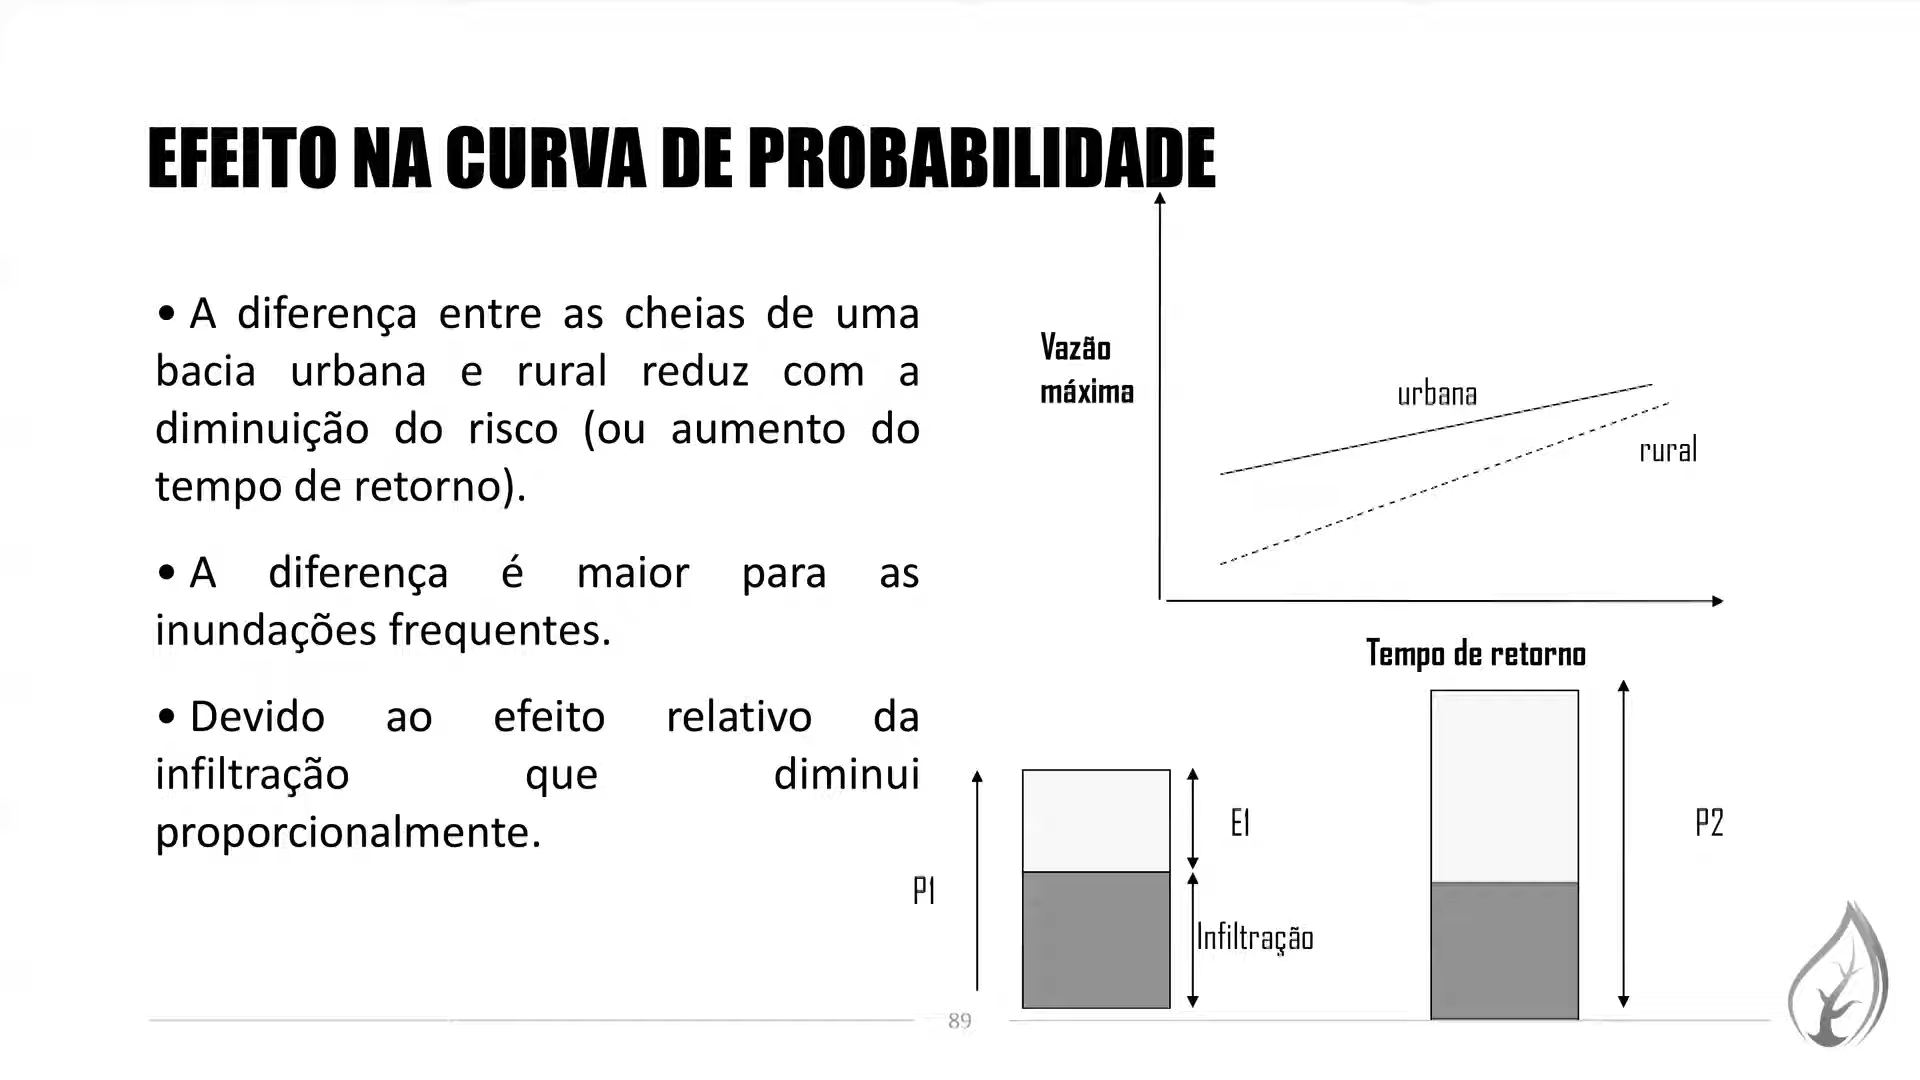 EFEITO NA CURVA DE PROBABILIDADE
• A diferença entre as cheias de uma
bacia urbana e rural reduz com a
diminuição do risco (ou aumento do
tempo de retorno).
• A diferença é maior para as
inundações frequentes.
• Devido ao efeito relativo da
infiltração que diminui
proporcionalmente.
Vazão
máxima
urbana
rural
Tempo de retorno
P1
E1
Infiltração
P2
89